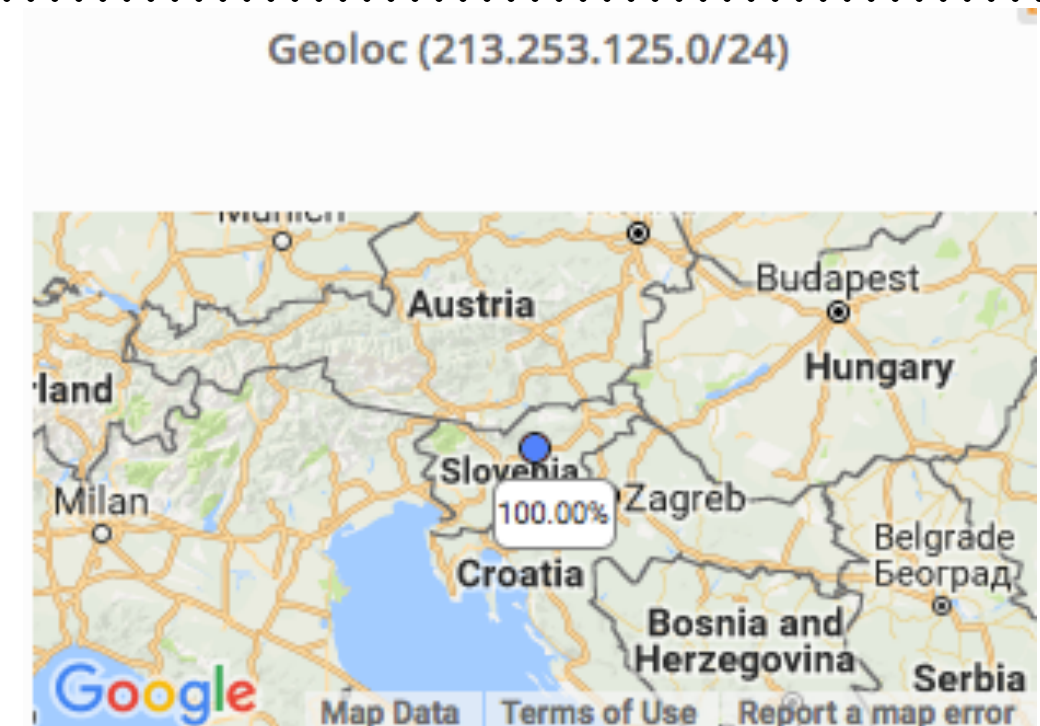 Geoloc (213.253.125.0/24)
Munich
Budapest
Austria
Hungary
rland
Slovenia
Milan
Zagreb
100.00%
Belgrade
Београд
Croatia
Bosnia and
Herzegovina
Serbia
Google
Map Data
Terms of Use
Report a map error